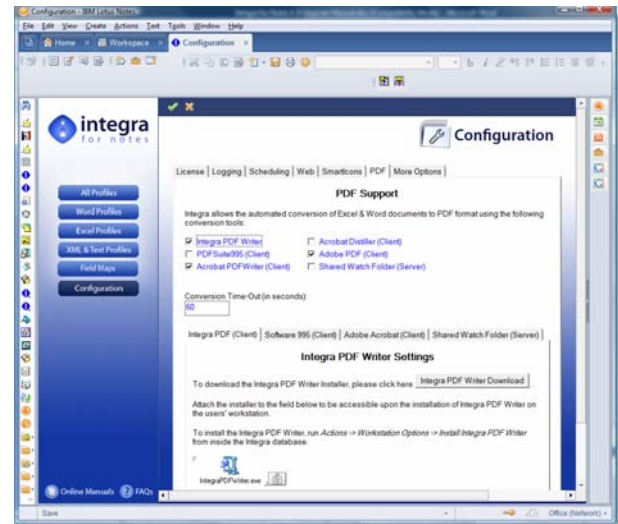 Configuration - IBM Lotus Notes
File Edit View Create Actions Text Tools Window Help
Home Workspace Configuration
integra
for notes
Configuration
License Logging Scheduling Web SmartIcons PDF More Options
All Profiles
Word Profiles
Excel Profiles
XML & Text Profiles
Field Maps
Configuration
PDF Support
Integra allows the automated conversion of Excel & Word documents to PDF format using the following
conversion tools:
Integra PDF Writer Acrobat Distiller (Client)
PDFSuite995 (Client) Adobe PDF (Client)
Acrobat PDFWriter (Client) Shared Watch Folder (Server)
Conversion Time-Out (in seconds):
60
Integra PDF (Client) Software 995 (Client) Adobe Acrobat (Client) Shared Watch Folder (Server)
Integra PDF Writer Settings
To download the Integra PDF Writer Installer, please click here Integra PDF Writer Download
Attach the installer to the field below to be accessible upon the installation of Integra PDF Writer on
the users' workstation.
To install the Integra PDF Writer, run Actions -> Workstation Options -> Install Integra PDF Writer
from inside the Integra database.
IntegraPDFWriter.exe
Online Manuals FAQs
Save Office (Network)